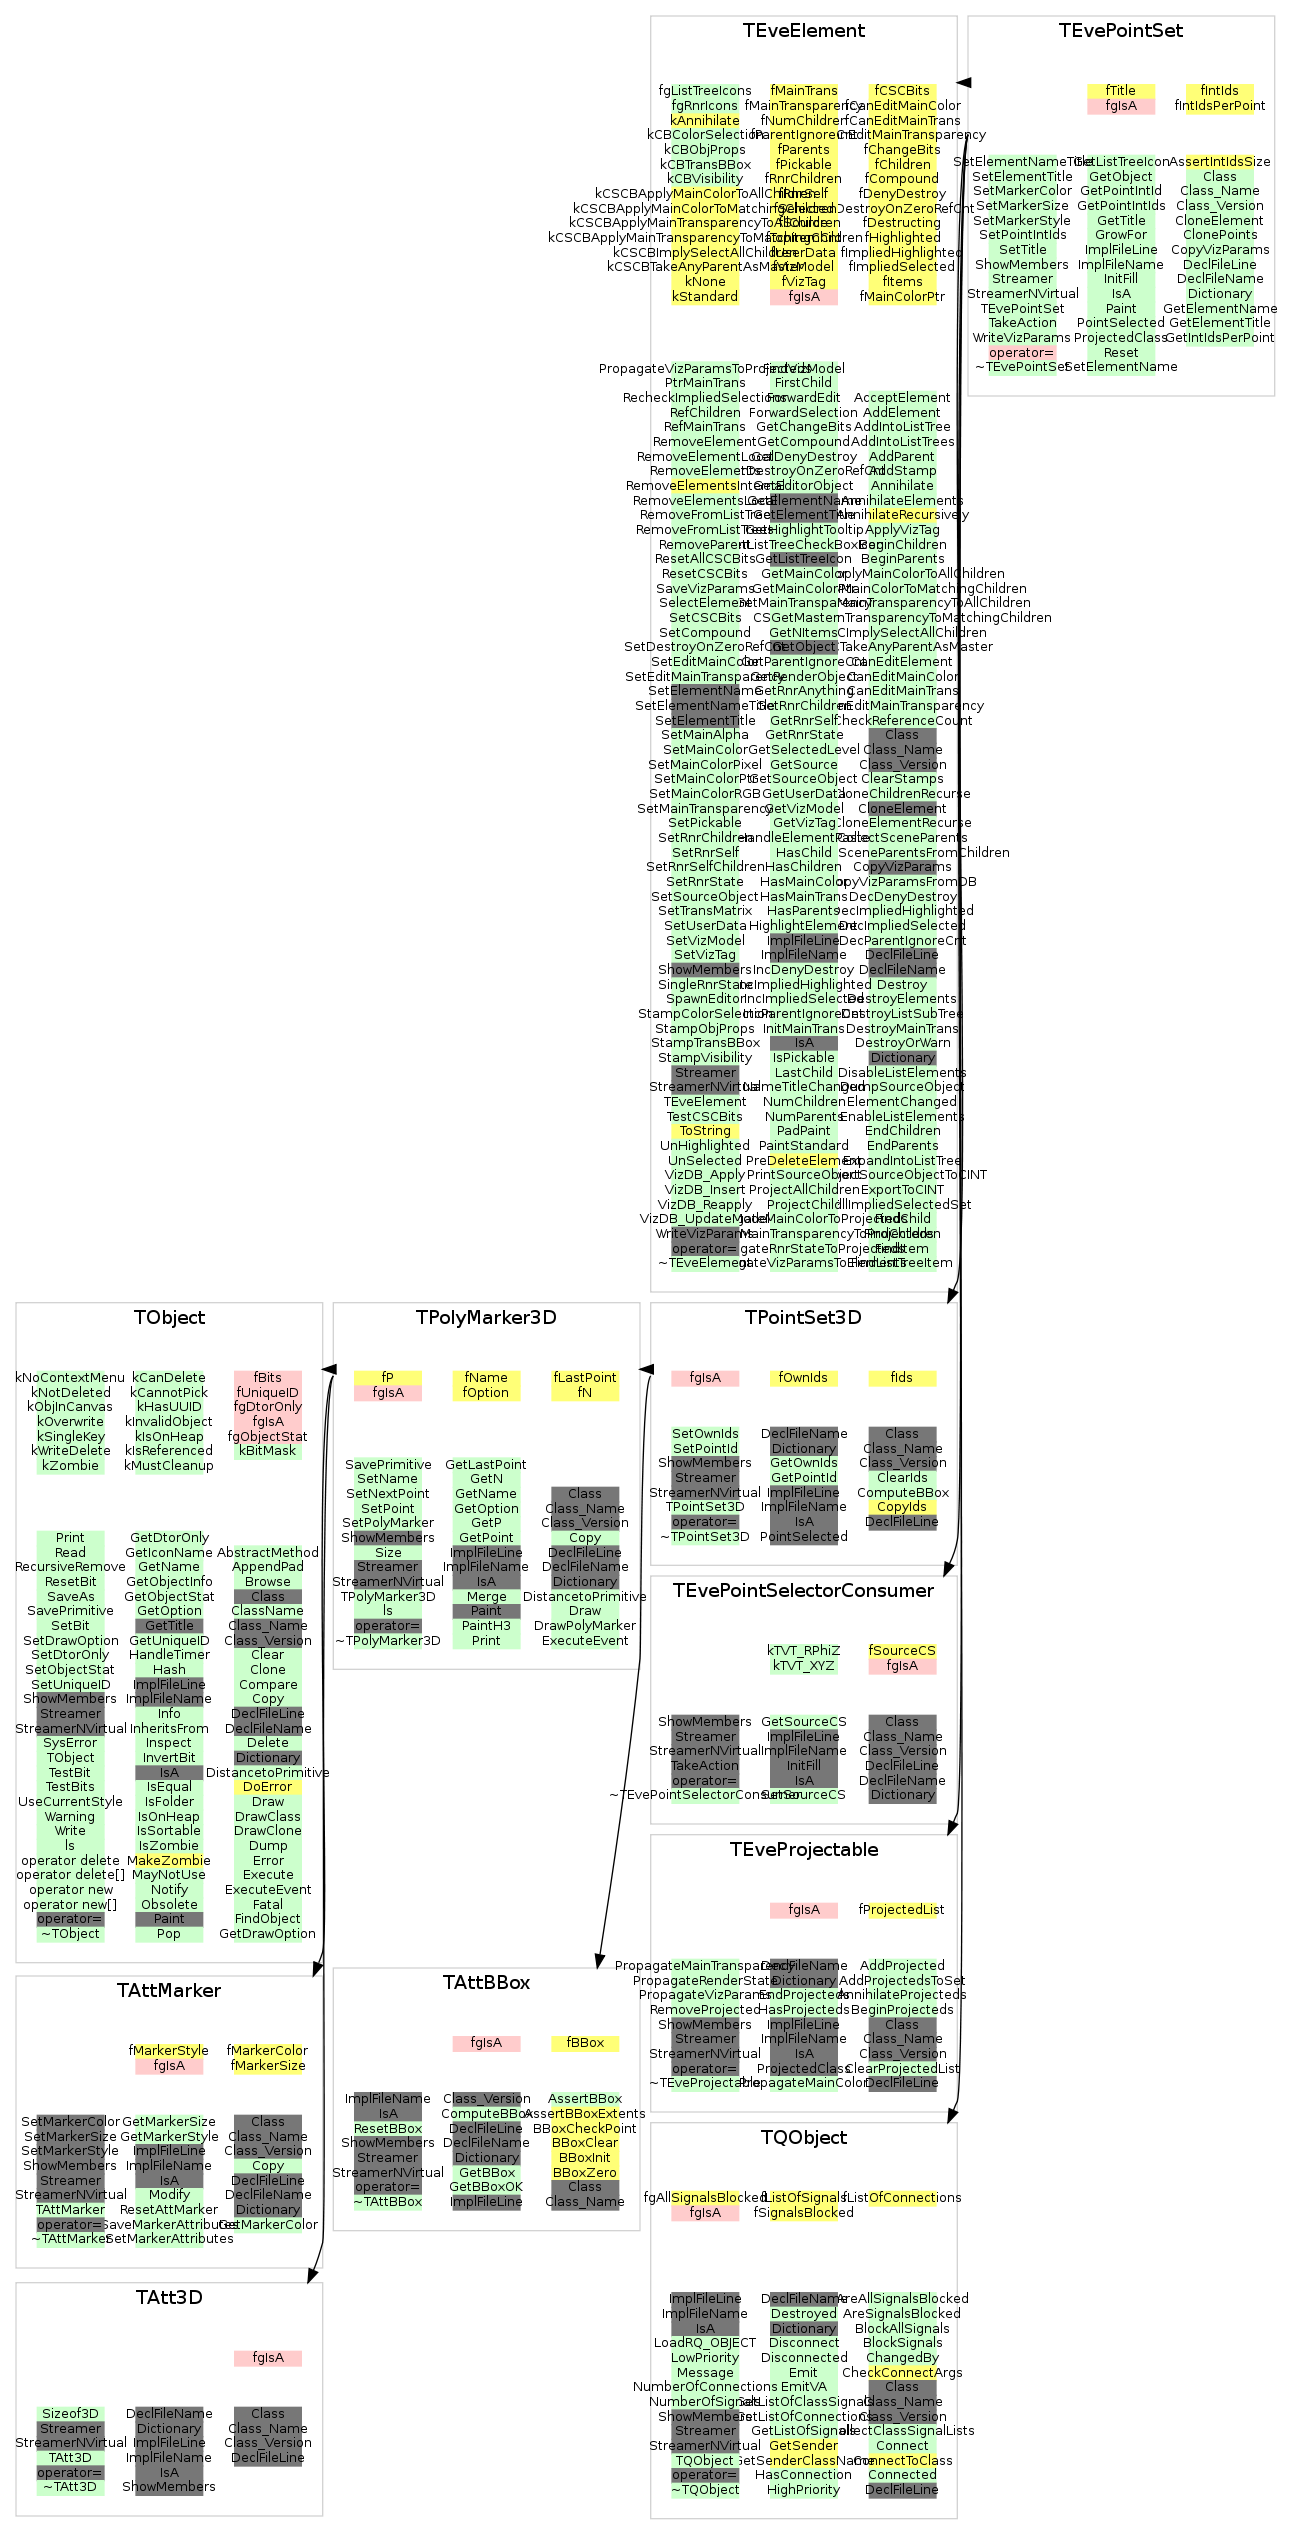 TEveElement
fgListTreeIcons
fgRnrIcons
kAnnihilate
kCBColorSelection
kCBObjProps
kCBTransBBox
kCBVisibility
kCSCBApplyMainColorToAllChildren
kCSCBApplyMainColorToMatchingChildren
kCSCBApplyMainTransparencyToAllChildren
kCSCBApplyMainTransparencyToMatchingChildren
kCSCBImplySelectAllChildren
kCSCBTakeAnyParentAsMaster
kNone
kStandard
fMainTrans
fMainTransparency
fNumChildren
fParentIgnoreCnt
fParents
fPickable
fRnrChildren
fRnrSelf
fSelected
fSource
fTopItem
fUserData
fVizModel
fVizTag
fgIsA
fCSCBits
fCanEditMainColor
fCanEditMainTrans
EditMainTransparency
fChangeBits
fChildren
fCompound
fDenyDestroy
DestroyOnZeroRefCnt
fDestructing
fHighlighted
fImpliedHighlighted
fImpliedSelected
fItems
fMainColorPtr
PropagateVizParamsToProjecteds
PtrMainTrans
RecheckImpliedSelections
RefChildren
RefMainTrans
RemoveElement
RemoveElementLocal
RemoveElements
RemoveElementsInternal
RemoveElementsLocal
RemoveFromListTree
RemoveFromListTrees
RemoveParent
ResetAllCSCBits
ResetCSCBits
SaveVizParams
SelectElement
SetCSCBits
SetCompound
SetDestroyOnZeroRefCnt
SetEditMainColor
SetEditMainTransparency
SetElementName
SetElementNameTitle
SetElementTitle
SetMainAlpha
SetMainColor
SetMainColorPixel
SetMainColorPtr
SetMainColorRGB
SetMainTransparency
SetPickable
SetRnrChildren
SetRnrSelf
SetRnrSelfChildren
SetRnrState
SetSourceObject
SetTransMatrix
SetUserData
SetVizModel
SetVizTag
ShowMembers
SingleRnrState
SpawnEditor
StampColorSelection
StampObjProps
StampTransBBox
StampVisibility
Streamer
StreamerNVirtual
TEveElement
TestCSCBits
ToString
UnHighlighted
UnSelected
VizDB_Apply
VizDB_Insert
VizDB_Reapply
VizDB_UpdateModel
WriteVizParams
operator=
~TEveElement
FindVizModel
FirstChild
ForwardEdit
ForwardSelection
GetChangeBits
GetCompound
GetDenyDestroy
DestroyOnZeroRefCnt
GetEditorObject
GetElementName
GetElementTitle
GetHighlightTooltip
ListTreeCheckBoxIcon
GetListTreeIcon
GetMainColor
GetMainColorPtr
GetMainTransparency
GetMaster
GetNItems
GetObject
GetParentIgnoreCnt
GetRenderObject
GetRnrAnything
GetRnrChildren
GetRnrSelf
GetRnrState
GetSelectedLevel
GetSource
GetSourceObject
GetUserData
GetVizModel
GetVizTag
HandleElementPaste
HasChild
HasChildren
HasMainColor
HasMainTrans
HasParents
HighlightElement
ImplFileLine
ImplFileName
IncDenyDestroy
IncImpliedHighlighted
IncImpliedSelected
IncParentIgnoreCnt
InitMainTrans
IsA
IsPickable
LastChild
NameTitleChanged
NumChildren
NumParents
PadPaint
PaintStandard
PreDeleteElement
PrintSourceObject
ProjectAllChildren
ProjectChild
gateMainColorToProjecteds
MainTransparencyToProjecteds
gateRnrStateToProjecteds
gateVizParamsToElements
AcceptElement
AddElement
AddIntoListTree
AddIntoListTrees
AddParent
AddStamp
Annihilate
AnnihilateElements
AnnihilateRecursively
ApplyVizTag
BeginChildren
BeginParents
plyMainColorToAllChildren
MainColorToMatchingChildren
MainTransparencyToAllChildren
nTransparencyToMatchingChildren
CImplySelectAllChildren
TakeAnyParentAsMaster
CanEditElement
CanEditMainColor
CanEditMainTrans
nEditMainTransparency
CheckReferenceCount
Class
Class_Name
Class_Version
ClearStamps
CloneChildrenRecurse
CloneElement
CloneElementRecurse
CollectSceneParents
SceneParentsFromChildren
CopyVizParams
opyVizParamsFromDB
DecDenyDestroy
DecImpliedHighlighted
DecImpliedSelected
DecParentIgnoreCnt
DeclFileLine
DeclFileName
Destroy
DestroyElements
DestroyListSubTree
DestroyMainTrans
DestroyOrWarn
Dictionary
DisableListElements
DumpSourceObject
ElementChanged
EnableListElements
EndChildren
EndParents
ExpandIntoListTree
ortSourceObjectToCINT
ExportToCINT
llImpliedSelectedSet
FindChild
FindChildren
FindItem
FindListTreeItem
TEvePointSet
fTitle
fgIsA
fIntIds
fIntIdsPerPoint
SetElementNameTitle
SetElementTitle
SetMarkerColor
SetMarkerSize
SetMarkerStyle
SetPointIntIds
SetTitle
ShowMembers
Streamer
StreamerNVirtual
TEvePointSet
TakeAction
WriteVizParams
operator=
~TEvePointSet
GetListTreeIcon
GetObject
GetPointIntId
GetPointIntIds
GetTitle
GrowFor
ImplFileLine
ImplFileName
InitFill
IsA
Paint
PointSelected
ProjectedClass
Reset
SetElementName
AssertIntIdsSize
Class
Class_Name
Class_Version
CloneElement
ClonePoints
CopyVizParams
DeclFileLine
DeclFileName
Dictionary
GetElementName
GetElementTitle
GetIntIdsPerPoint
TObject
kNoContextMenu
kNotDeleted
kObjInCanvas
kOverwrite
kSingleKey
kWriteDelete
kZombie
kCanDelete
kCannotPick
kHasUUID
kInvalidObject
kIsOnHeap
kIsReferenced
kMustCleanup
fBits
fUniqueID
fgDtorOnly
fgIsA
fgObjectStat
kBitMask
Print
Read
RecursiveRemove
ResetBit
SaveAs
SavePrimitive
SetBit
SetDrawOption
SetDtorOnly
SetObjectStat
SetUniqueID
ShowMembers
Streamer
StreamerNVirtual
SysError
TObject
TestBit
TestBits
UseCurrentStyle
Warning
Write
ls
operator delete
operator delete[]
operator new
operator new[]
operator=
~TObject
GetDtorOnly
GetIconName
GetName
GetObjectInfo
GetObjectStat
GetOption
GetTitle
GetUniqueID
HandleTimer
Hash
ImplFileLine
ImplFileName
Info
InheritsFrom
Inspect
InvertBit
IsA
IsEqual
IsFolder
IsOnHeap
IsSortable
IsZombie
MakeZombie
MayNotUse
Notify
Obsolete
Paint
Pop
AbstractMethod
AppendPad
Browse
Class
ClassName
Class_Name
Class_Version
Clear
Clone
Compare
Copy
DeclFileLine
DeclFileName
Delete
Dictionary
DistancetoPrimitive
DoError
Draw
DrawClass
DrawClone
Dump
Error
Execute
ExecuteEvent
Fatal
FindObject
GetDrawOption
TPolyMarker3D
fP
fgIsA
fName
fOption
fLastPoint
fN
SavePrimitive
SetName
SetNextPoint
SetPoint
SetPolyMarker
ShowMembers
Size
Streamer
StreamerNVirtual
TPolyMarker3D
ls
operator=
~TPolyMarker3D
GetLastPoint
GetN
GetName
GetOption
GetP
GetPoint
ImplFileLine
ImplFileName
IsA
Merge
Paint
PaintH3
Print
Class
Class_Name
Class_Version
Copy
DeclFileLine
DeclFileName
Dictionary
DistancetoPrimitive
Draw
DrawPolyMarker
ExecuteEvent
TPointSet3D
fgIsA
fOwnIds
fIds
SetOwnIds
SetPointId
ShowMembers
Streamer
StreamerNVirtual
TPointSet3D
operator=
~TPointSet3D
DeclFileName
Dictionary
GetOwnIds
GetPointId
ImplFileLine
ImplFileName
IsA
PointSelected
Class
Class_Name
Class_Version
ClearIds
ComputeBBox
CopyIds
DeclFileLine
TEvePointSelectorConsumer
kTVT_RPhiZ
kTVT_XYZ
fSourceCS
fgIsA
ShowMembers
Streamer
StreamerNVirtual
TakeAction
operator=
~TEvePointSelectorConsumer
GetSourceCS
ImplFileLine
ImplFileName
InitFill
IsA
SetSourceCS
Class
Class_Name
Class_Version
DeclFileLine
DeclFileName
Dictionary
TEveProjectable
fgIsA
fProjectedList
PropagateMainTransparency
PropagateRenderState
PropagateVizParams
RemoveProjected
ShowMembers
Streamer
StreamerNVirtual
operator=
~TEveProjectable
DeclFileName
Dictionary
EndProjecteds
HasProjecteds
ImplFileLine
ImplFileName
IsA
ProjectedClass
PropagateMainColor
AddProjected
AddProjectedsToSet
AnnihilateProjecteds
BeginProjecteds
Class
Class_Name
Class_Version
ClearProjectedList
DeclFileLine
TAttMarker
fMarkerStyle
fgIsA
fMarkerColor
fMarkerSize
SetMarkerColor
SetMarkerSize
SetMarkerStyle
ShowMembers
Streamer
StreamerNVirtual
TAttMarker
operator=
~TAttMarker
GetMarkerSize
GetMarkerStyle
ImplFileLine
ImplFileName
IsA
Modify
ResetAttMarker
SaveMarkerAttributes
SetMarkerAttributes
Class
Class_Name
Class_Version
Copy
DeclFileLine
DeclFileName
Dictionary
GetMarkerColor
TAttBBox
fgIsA
fBBox
ImplFileName
IsA
ResetBBox
ShowMembers
Streamer
StreamerNVirtual
operator=
~TAttBBox
Class_Version
ComputeBBox
DeclFileLine
DeclFileName
Dictionary
GetBBox
GetBBoxOK
ImplFileLine
AssertBBox
AssertBBoxExtents
BBoxCheckPoint
BBoxClear
BBoxInit
BBoxZero
Class
Class_Name
TQObject
fgAllSignalsBlocked
fgIsA
fListOfSignals
fSignalsBlocked
fListOfConnections
ImplFileLine
ImplFileName
IsA
LoadRQ_OBJECT
LowPriority
Message
NumberOfConnections
NumberOfSignals
ShowMembers
Streamer
StreamerNVirtual
TQObject
operator=
~TQObject
DeclFileName
Destroyed
Dictionary
Disconnect
Disconnected
Emit
EmitVA
GetListOfClassSignals
GetListOfConnections
GetListOfSignals
GetSender
GetSenderClassName
HasConnection
HighPriority
AreAllSignalsBlocked
AreSignalsBlocked
BlockAllSignals
BlockSignals
ChangedBy
CheckConnectArgs
Class
Class_Name
Class_Version
ollectClassSignalLists
Connect
ConnectToClass
Connected
DeclFileLine
TAtt3D
fgIsA
Sizeof3D
Streamer
StreamerNVirtual
TAtt3D
operator=
~TAtt3D
DeclFileName
Dictionary
ImplFileLine
ImplFileName
IsA
ShowMembers
Class
Class_Name
Class_Version
DeclFileLine